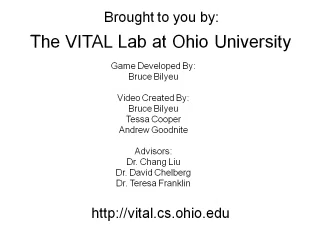 Brought to you by:
The VITAL Lab at Ohio University
Game Developed By:
Bruce Bilyeu
Video Created By:
Bruce Bilyeu
Tessa Cooper
Andrew Goodnite
Advisors:
Dr. Chang Liu
Dr. David Chelberg
Dr. Teresa Franklin
http://vital.cs.ohio.edu